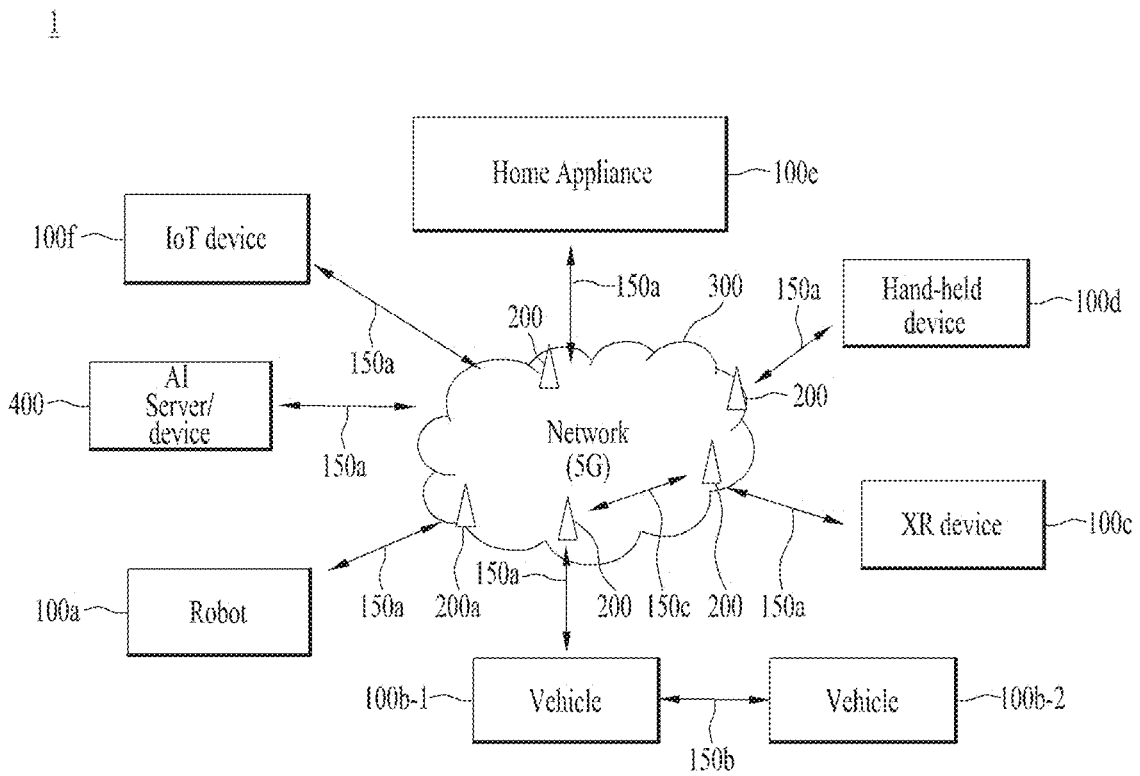 1
Home Appliance
100e
IoT device
100f
150a
300
150a
Hand-held
device
100d
200
150a
AI
Server/
device
400
200
150a
Network
(5G)
XR device
100c
150a
Robot
100a
150a
200a
200
150c
200
150a
100b-1
Vehicle
Vehicle
100b-2
150b